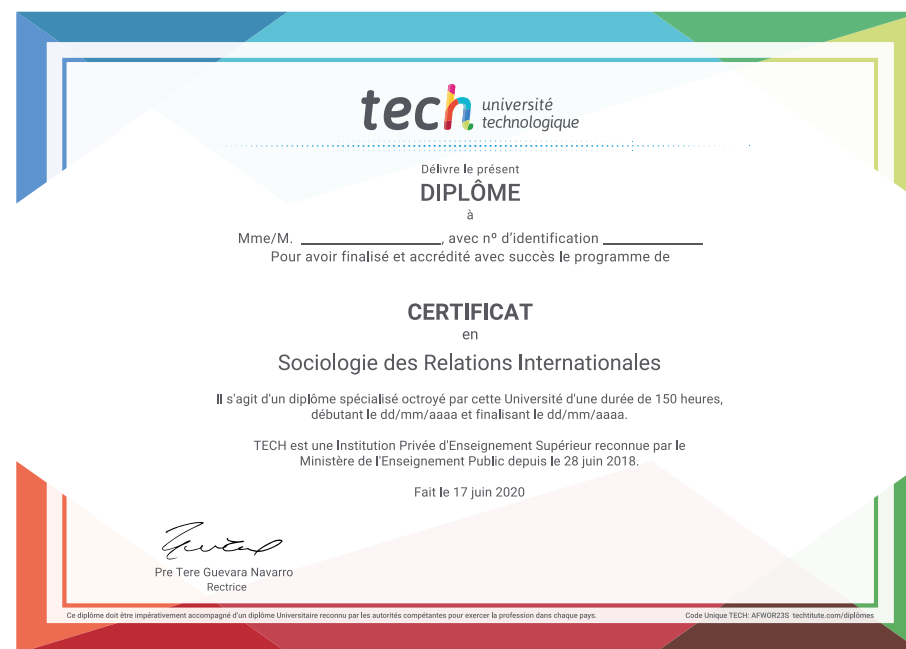 tech université
technologique
Délivre le présent
DIPLÔME
à
Mme/M. ____________________, avec nº d'identification ______________
Pour avoir finalisé et accrédité avec succès le programme de
CERTIFICAT
en
Sociologie des Relations Internationales
Il s'agit d'un diplôme spécialisé octroyé par cette Université d'une durée de 150 heures,
débutant le dd/mm/aaaa et finalisant le dd/mm/aaaa.
TECH est une Institution Privée d'Enseignement Supérieur reconnue par le
Ministère de l'Enseignement Public depuis le 28 juin 2018.
Fait le 17 juin 2020
Pre Tere Guevara Navarro
Rectrice
Ce diplôme doit être impérativement accompagné d'un diplôme Universitaire reconnu par les autorités compétantes pour exercer la profession dans chaque pays.
Code Unique TECH: AFWOR23S techtitute.com/diplômes